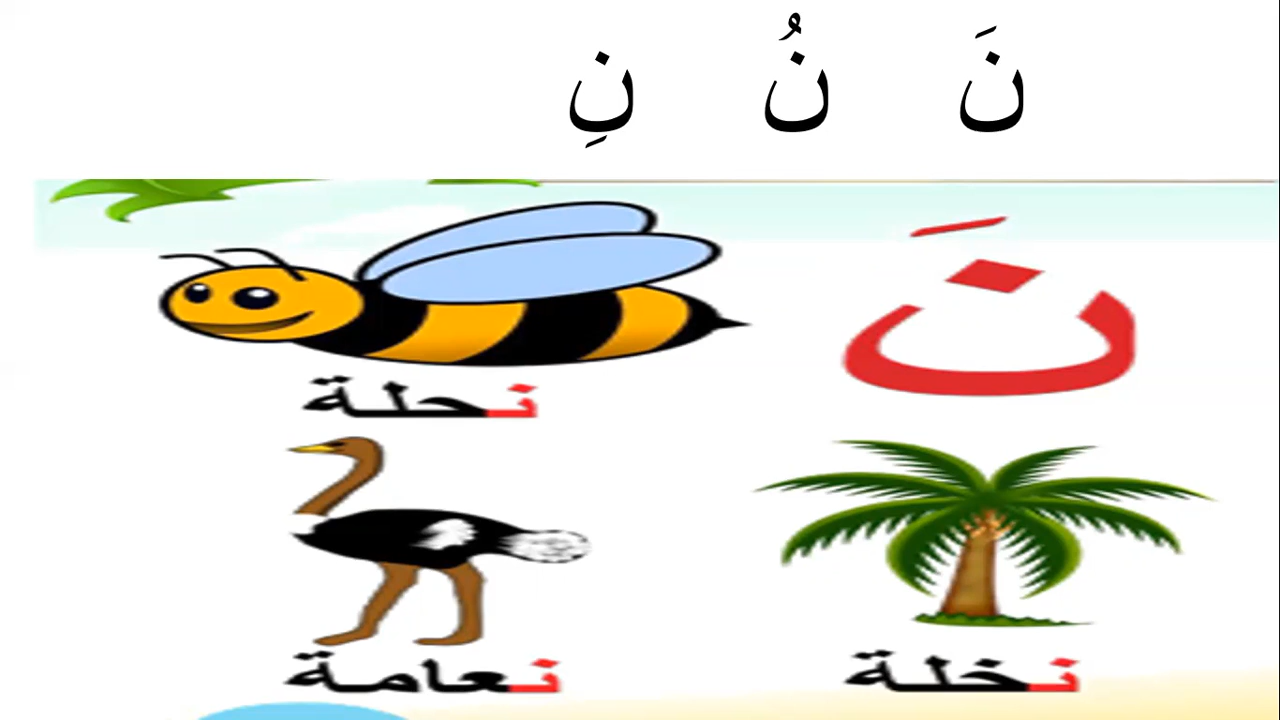 نَ نُ نِ
نَ
نحلة
نخلة
نعامة